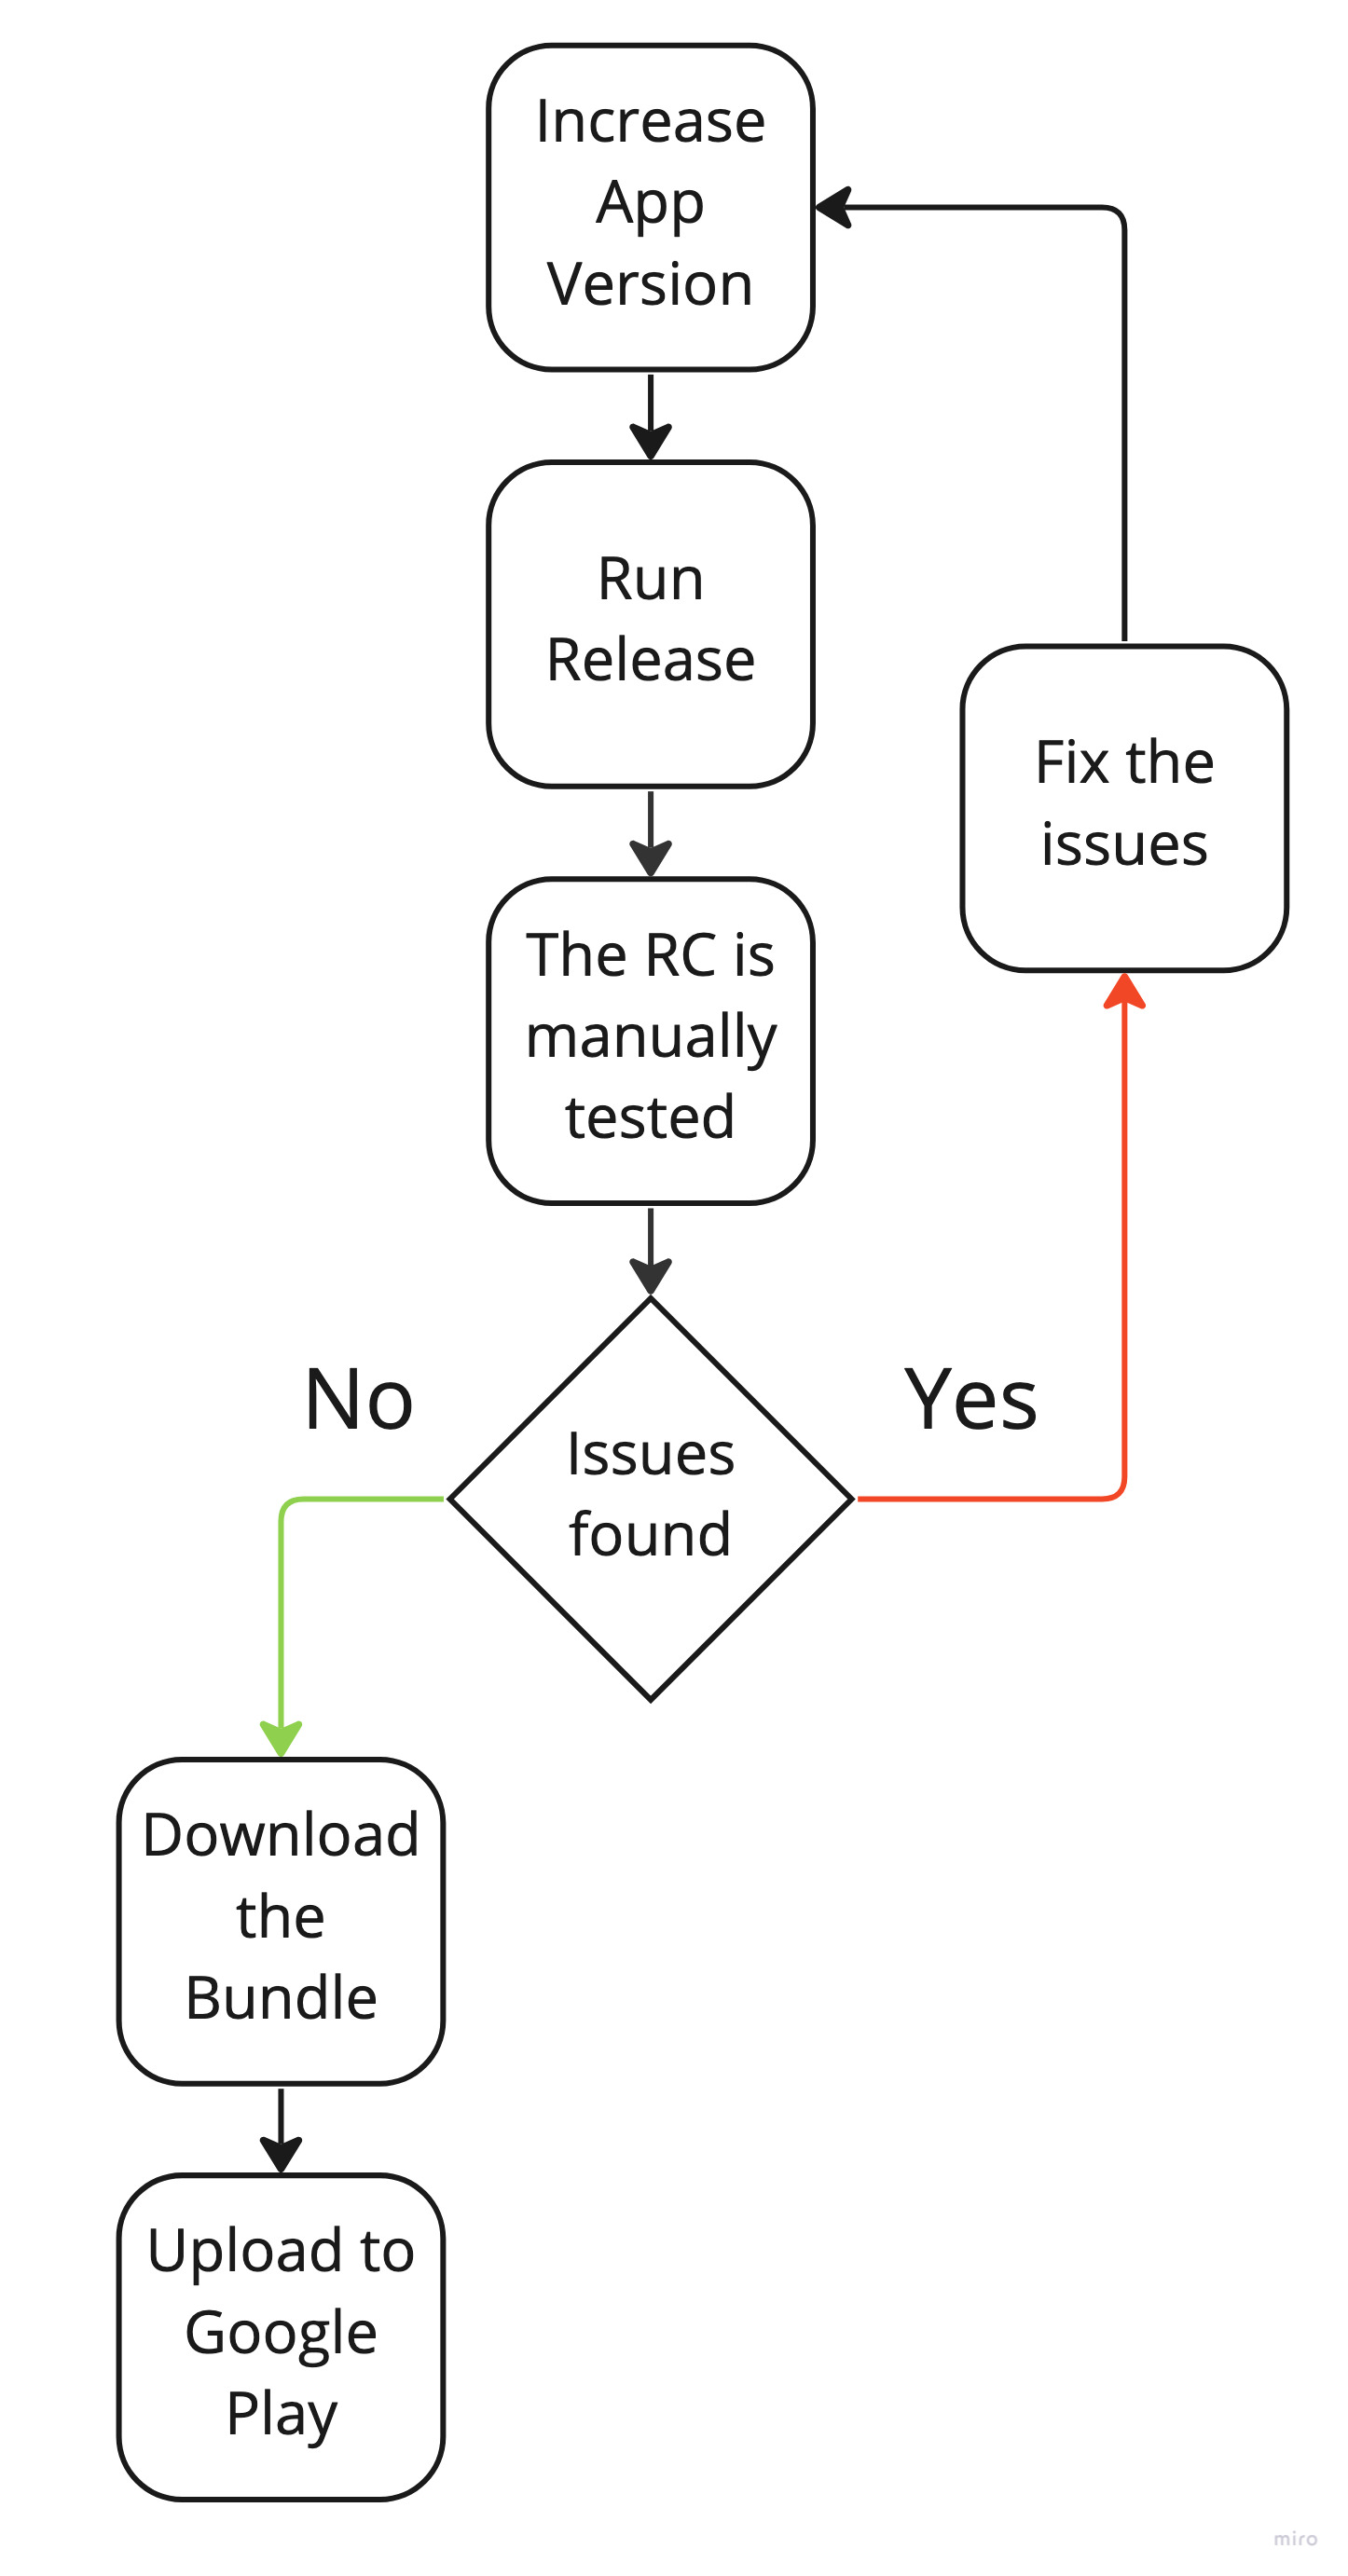 Increase
App
Version
Run
Release
Fix the
issues
The RC is
manually
tested
No
Yes
Issues
found
Download
the
Bundle
Upload to
Google
Play
miro